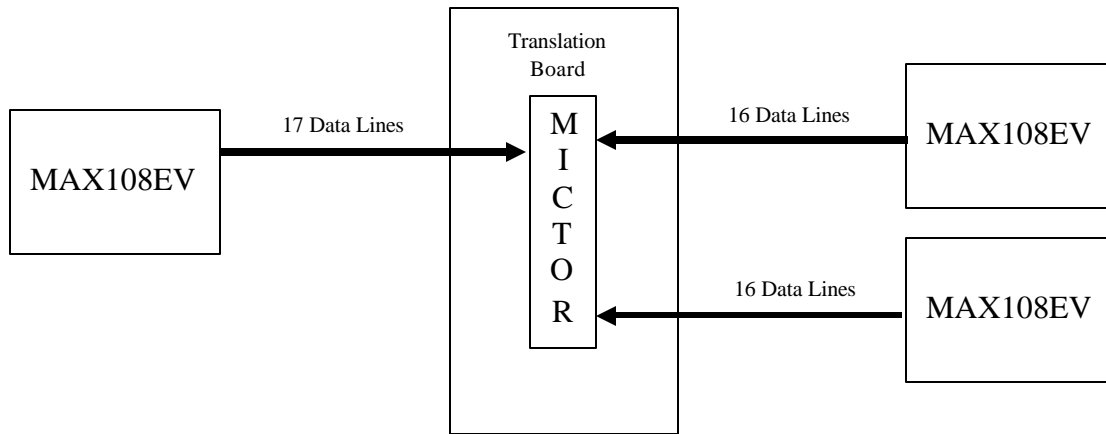 Translation
Board
17 Data Lines
MAX108EV
M
I
C
T
O
R
16 Data Lines
MAX108EV
16 Data Lines
MAX108EV